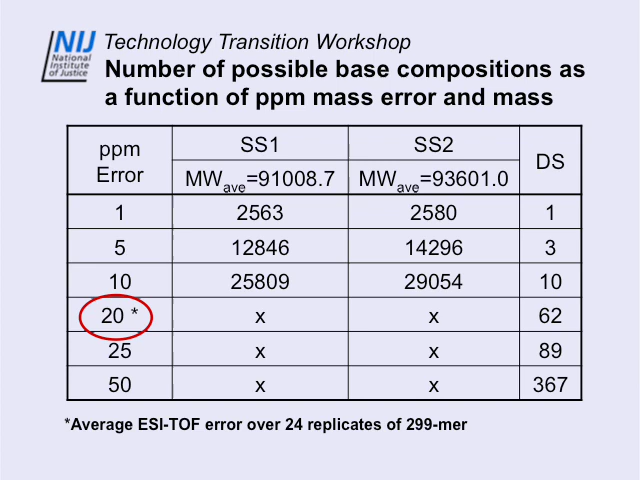 NIJ
National
Institute
of Justice
Technology Transition Workshop
Number of possible base compositions as
a function of ppm mass error and mass
ppm Error SS1 SS2 DS
MWave=91008.7 MWave=93601.0
1 2563 2580 1
5 12846 14296 3
10 25809 29054 10
20 * x x 62
25 x x 89
50 x x 367
*Average ESI-TOF error over 24 replicates of 299-mer